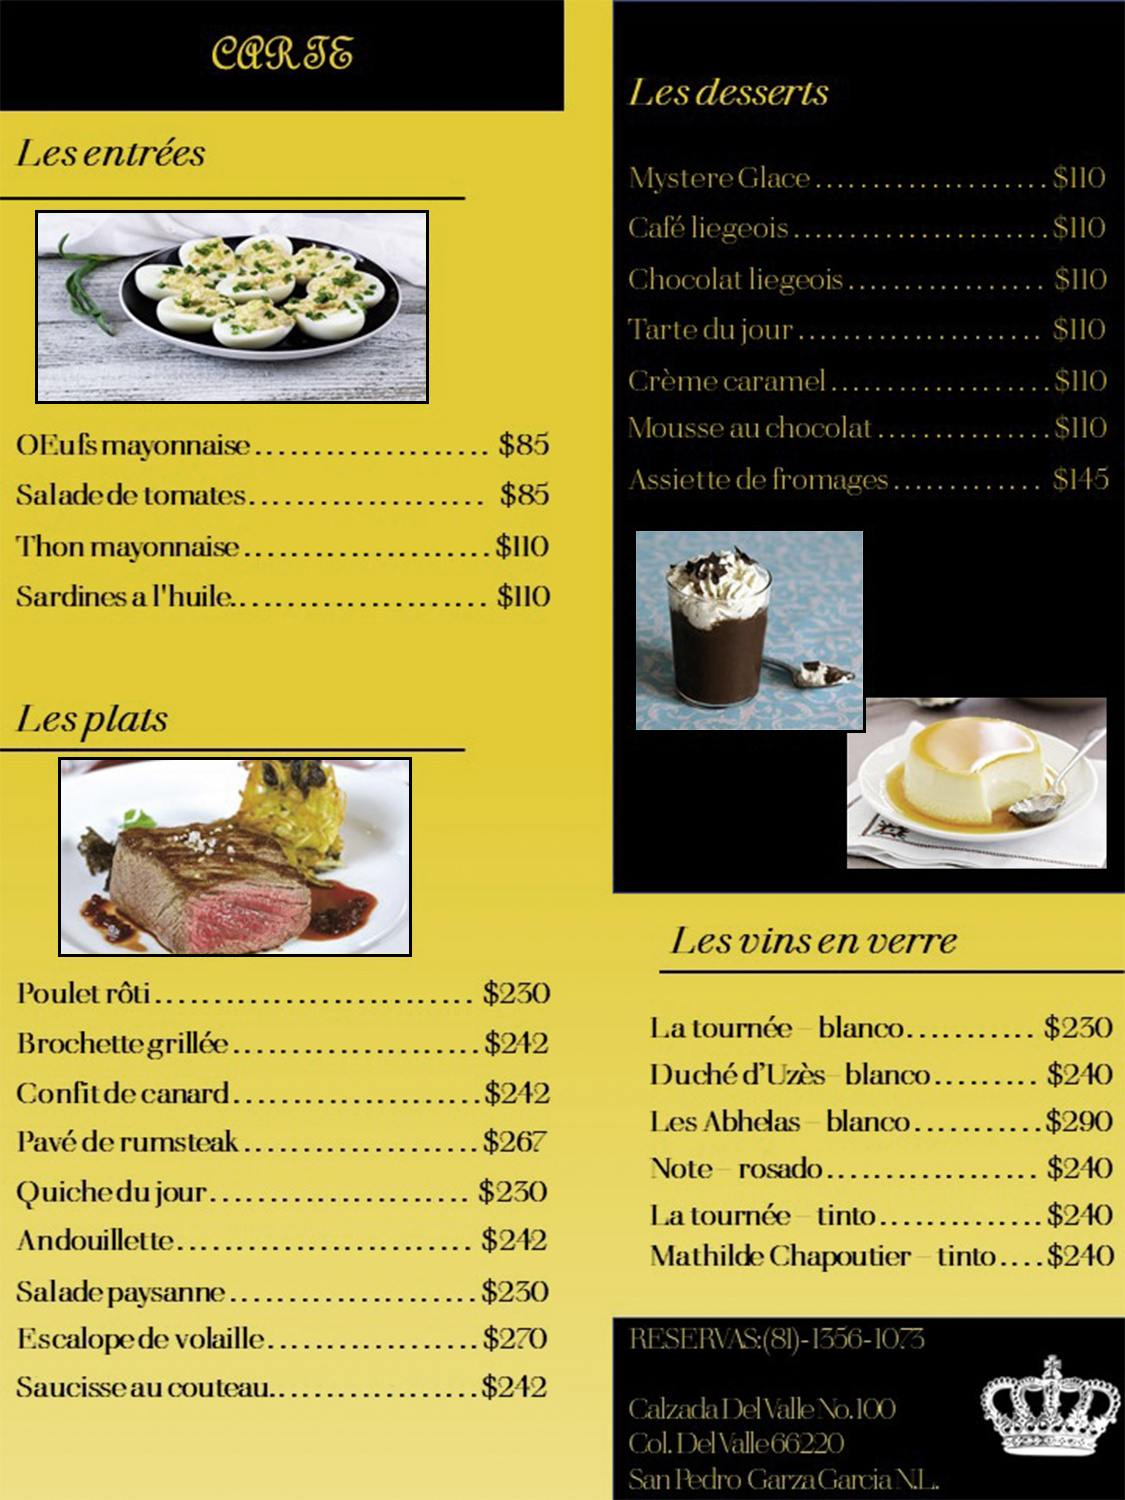 CARTE
Les entrées
OEufs mayonnaise .................... $85
Salade de tomates ..................... $85
Thon mayonnaise ..................... $110
Sardines a l'huile. ...................... $110
Les plats
Poulet rôti ........................... $230
Brochette grillée ..................... $242
Confit de canard ..................... $242
Pavé de rumsteak .................... $267
Quiche du jour ....................... $230
Andouillette .......................... $242
Salade paysanne ..................... $230
Escalope de volaille .................. $270
Saucisse au couteau. .................. $242
Les desserts
Mystere Glace ..................... $110
Café liegeois ....................... $110
Chocolat liegeois .................. $110
Tarte du jour ...................... $110
Crème caramel .................... $110
Mousse au chocolat ............... $110
Assiette de fromages ............. $145
Les vins en verre
La tournée – blanco ........... $230
Duché d’Uzès – blanco ......... $240
Les Abhelas – blanco ........... $290
Note – rosado ................... $240
La tournée – tinto .............. $240
Mathilde Chapoutier – tinto .... $240
RESERVAS:(81)-1356-1073
Calzada Del Valle No.100
Col. Del Valle 66220
San Pedro Garza Garcia N.L.